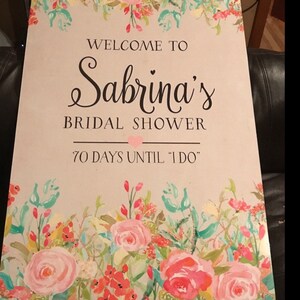 WELCOME TO
Sabrina's
BRIDAL SHOWER
70 DAYS UNTIL "I DO"